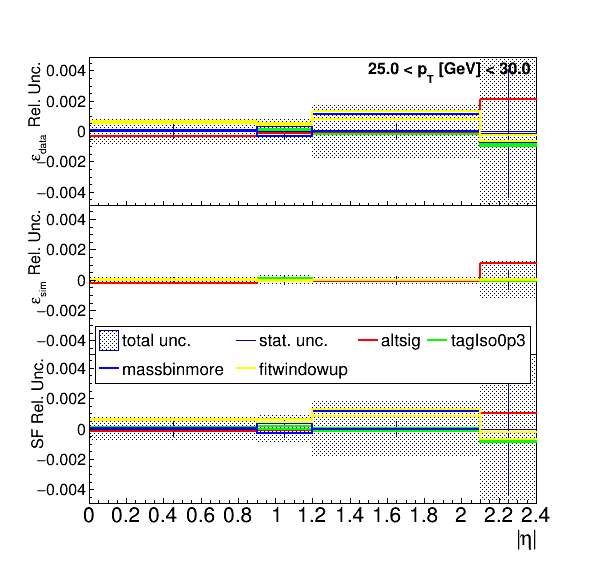 25.0 < pT [GeV] < 30.0
εdata Rel. Unc.
0.004
0.002
0
−0.002
−0.004
εsim Rel. Unc.
0.004
0.002
0
−0.002
−0.004
total unc. stat. unc. altsig tagIso0p3
massbinmore fitwindowup
SF Rel. Unc.
0.004
0.002
0
−0.002
−0.004
0 0.2 0.4 0.6 0.8 1 1.2 1.4 1.6 1.8 2 2.2 2.4
|η|